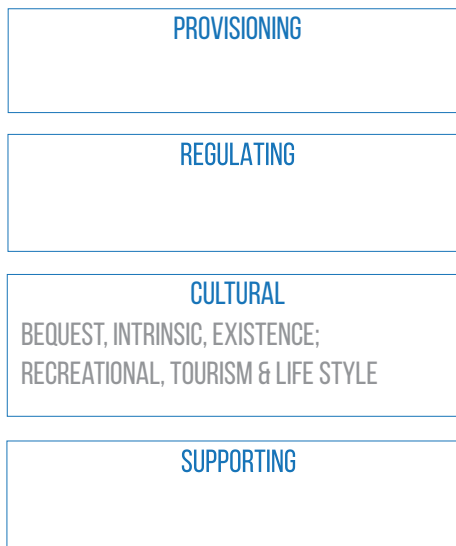 PROVISIONING
REGULATING
CULTURAL
BEQUEST, INTRINSIC, EXISTENCE;
RECREATIONAL, TOURISM & LIFE STYLE
SUPPORTING